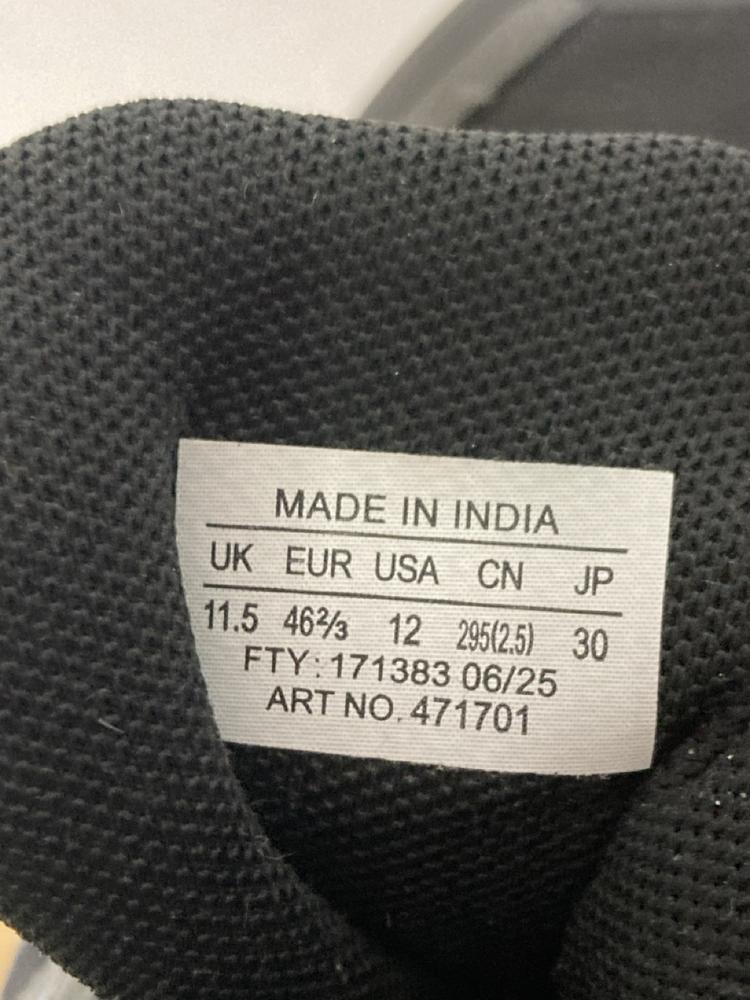 MADE IN INDIA
UK EUR USA CN JP
11.5 46⅔ 12 295(2.5) 30
FTY: 171383 06/25
ART NO. 471701